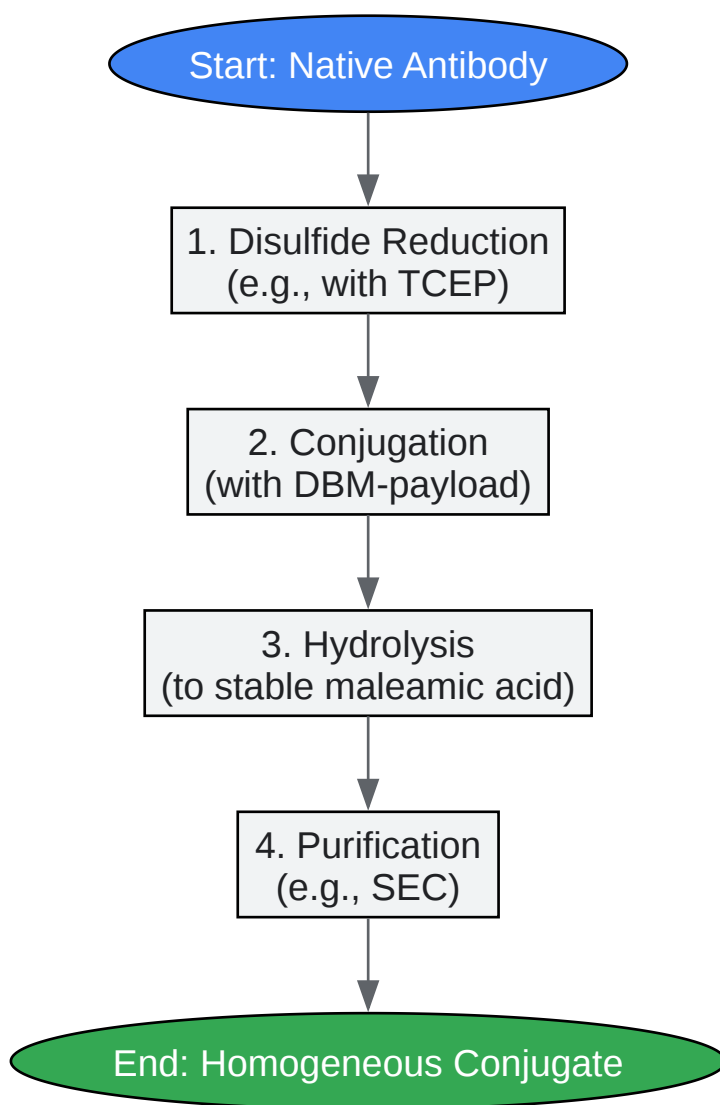 Start: Native Antibody
1. Disulfide Reduction
(e.g., with TCEP)
2. Conjugation
(with DBM-payload)
3. Hydrolysis
(to stable maleamic acid)
4. Purification
(e.g., SEC)
End: Homogeneous Conjugate